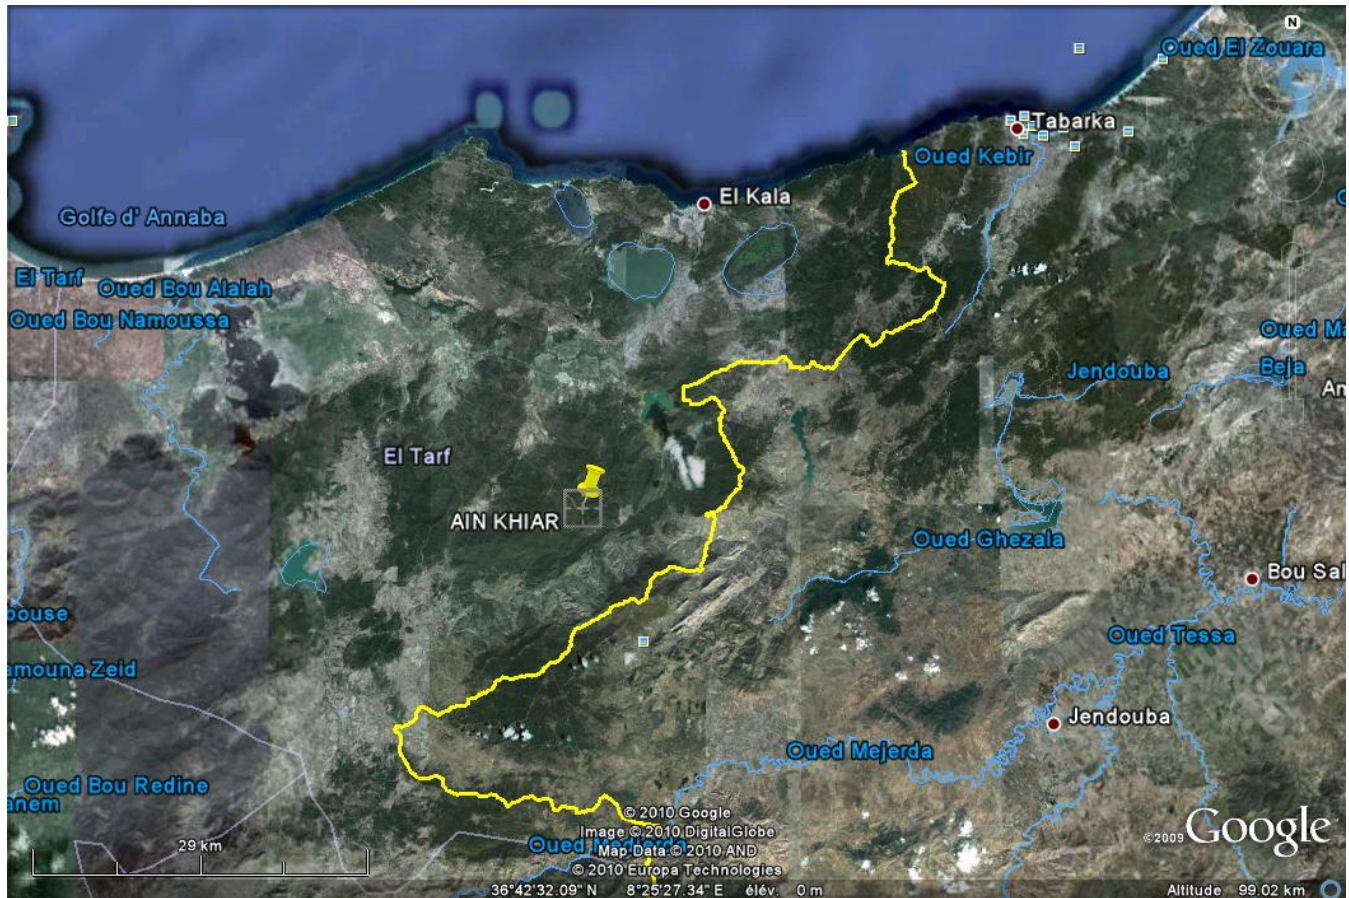 N
Oued El Zouara
Tabarka
Oued Kebir
El Kala
Golfe d' Annaba
El Tarf
Oued Bou Alalah
Oued Bou Namoussa
Oued Ma
Beja
Jendouba
Am
El Tarf
AIN KHIAR
Oued Ghezala
Bou Sal
bouse
Oued Tessa
amouna Zeid
Jendouba
Oued Mejerda
Oued Bou Redine
anem
© 2010 Google
Image © 2010 DigitalGlobe
Map Data © 2010 AND
© 2010 Europa Technologies
©2009 Google
29 km
36°42'32.09" N 8°25'27.34" E élév. 0 m
Altitude 99.02 km